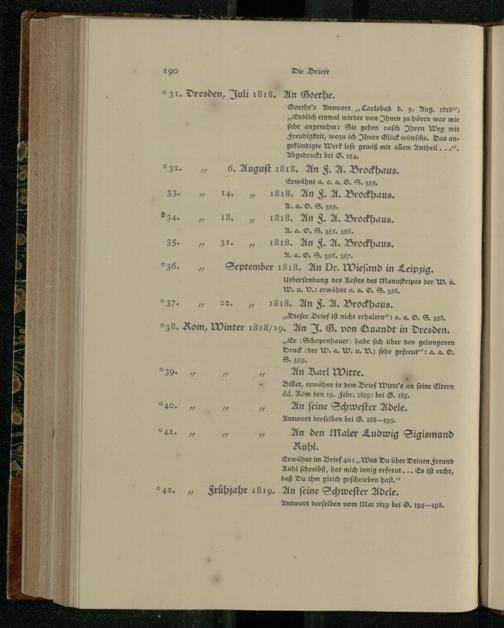 190 Die Briefe
°31. Dresden, Juli 1818. An Goethe.
Goethe's Antwort „Carlsbad d. 9. Aug. 1818“:
„Endlich einmal wieder von Ihnen zu hören war mir
sehr angenehm: Sie gehen rasch Ihren Weg mit
Freudigkeit, wozu ich Ihnen Glück wünsche. Das an-
gekündigte Werk lese gewiß mit allem Antheil . . .“.
Abgedruckt bei G. 154.
°32. „ 6. August 1818. An F. A. Brockhaus.
Erwähnt a. o. a. O. S. 355.
33. „ 14. „ 1818. An F. A. Brockhaus.
A. a. O. S. 355.
°34. „ 18. „ 1818. An F. A. Brockhaus.
A. a. O. S. 355. 356.
35. „ 31. „ 1818. An F. A. Brockhaus.
A. a. O. S. 356. 357.
°36. „ September 1818. An Dr. Wiesand in Leipzig.
Uebersendung des Restes des Manuskriptes der W. a.
W. u. V.: erwähnt a. a. O. S. 358.
°37. „ 22. „ 1818. An F. A. Brockhaus.
„Dieser Brief ist nicht erhalten“: a. a. O. S. 358.
°38. Rom, Winter 1818/19. An J. G. von Quandt in Dresden.
„Er (Schopenhauer) habe sich über den gelungenen
Druck (der W. a. W. u. V.) sehr gefreut“: a. a. O.
S. 359.
°39. „ „ „ An Karl Witte.
Billet, erwähnt in dem Brief Witte's an seine Eltern
dd. Rom den 19. Febr. 1819: bei G. 185.
°40. „ „ „ An seine Schwester Adele.
Antwort derselben bei G. 188—195.
°41. „ „ „ An den Maler Ludwig Sigismund
Ruhl.
Erwähnt im Brief 40: „Was Du über Deinen Freund
Ruhl schreibst, hat mich innig erfreut . . . Es ist recht,
daß Du ihm gleich geschrieben hast.“
°42. „ Frühjahr 1819. An seine Schwester Adele.
Antwort derselben vom Mai 1819 bei G. 195—198.